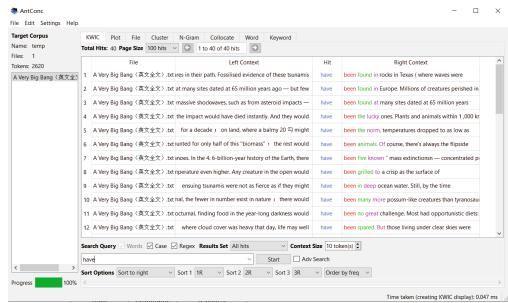 AntConc
File Edit Settings Help
Target Corpus
Name: temp
Files: 1
Tokens: 2620
A Very Big Bang (英文全文)
Progress 100%
KWIC Plot File Cluster N-Gram Collocate Word Keyword
Total Hits: 40 Page Size 100 hits 1 to 40 of 40 hits
File Left Context Hit Right Context
1 A Very Big Bang (英文全文).txt res in their path. Fossilised evidence of these tsunamis have been found in rocks in Texas ( where waves were
2 A Very Big Bang (英文全文).txt at many sites dated at 65 million years ago — but few have been found in Europe. Millions of creatures perished in
3 A Very Big Bang (英文全文).txt massive shockwaves, such as from asteroid impacts — have been found at many sites dated at 65 million years
4 A Very Big Bang (英文全文).txt the impact would have died instantly. And they would have been the lucky ones. Plants and animals within 1 ,000 k
5 A Very Big Bang (英文全文).txt for a decade , on land, where a balmy 20 might have been the norm, temperatures dropped to as low as
6 A Very Big Bang (英文全文).txt unted for only half of this "biomass" , the rest would have been animals. Of course, there's always the flipside
7 A Very Big Bang (英文全文).txt inoes. In the 4. 6-billion-year history of the Earth, there have been five known " mass extinctionsn — concentrated p
8 A Very Big Bang (英文全文).txt nperature even higher. Any creature in the open would have been grilled to a crisp as the surface of
9 A Very Big Bang (英文全文).txt ensuing tsunamis were not as fierce as if they might have been in deep ocean water. Still, by the time
10 A Very Big Bang (英文全文).txt nal, the fewer in number exist in nature , there would have been many more possum-like creatures than tyrannosau
11 A Very Big Bang (英文全文).txt octurnal, finding food in the year-long darkness would have been no great challenge. Most had opportunistic diets:
12 A Very Big Bang (英文全文).txt where cloud cover was heavy that day, life may well have been spared. But those living under clear skies were
Search Query Words Case Regex Results Set All hits Context Size 10 token(s)
have Start Adv Search
Sort Options Sort to right Sort 1 1R Sort 2 2R Sort 3 3R Order by freq
Time taken (creating KWIC display): 0.047 ms